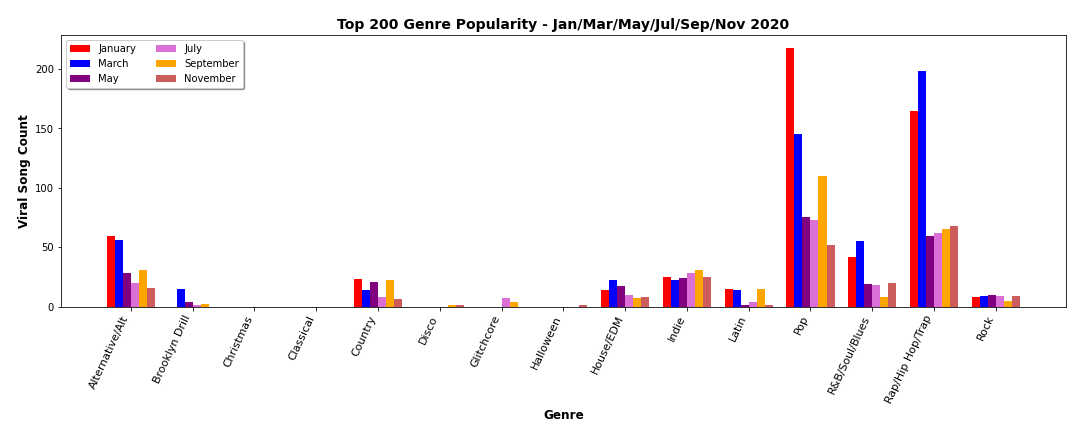 Top 200 Genre Popularity - Jan/Mar/May/Jul/Sep/Nov 2020
January
March
May
July
September
November
Viral Song Count
200
150
100
50
0
Alternative/Alt
Brooklyn Drill
Christmas
Classical
Country
Disco
Glitchcore
Halloween
House/EDM
Indie
Latin
Pop
R&B/Soul/Blues
Rap/Hip Hop/Trap
Rock
Genre